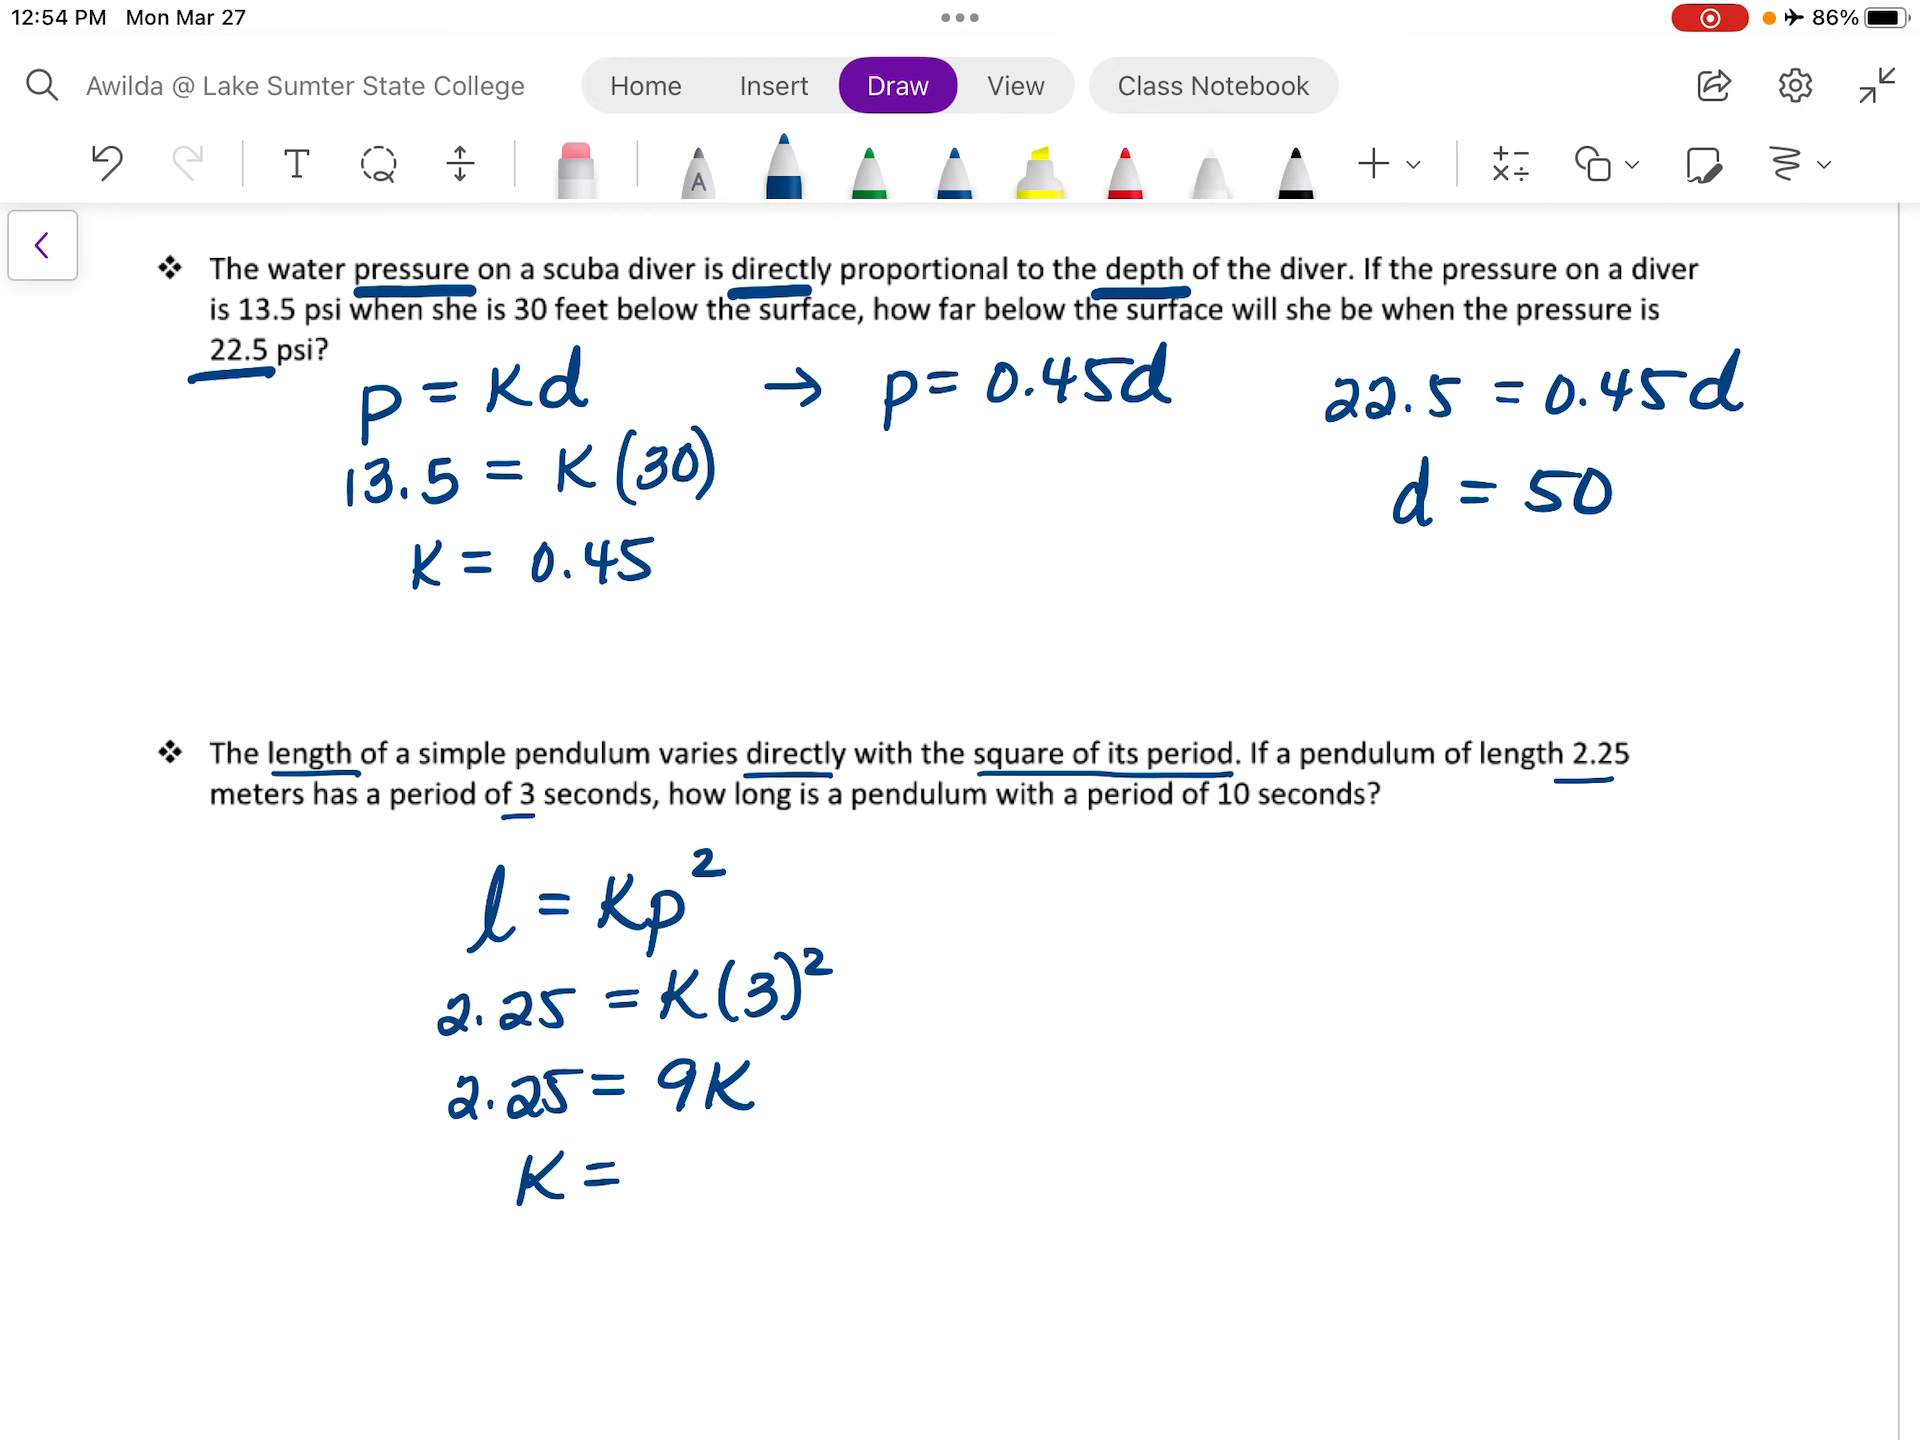 12:54 PM Mon Mar 27 86%
Awilda @ Lake Sumter State College Home Insert Draw View Class Notebook
T A
❖ The water pressure on a scuba diver is directly proportional to the depth of the diver. If the pressure on a diver
is 13.5 psi when she is 30 feet below the surface, how far below the surface will she be when the pressure is
22.5 psi?
p = Kd → p = 0.45d 22.5 = 0.45d
13.5 = K(30) d = 50
K = 0.45
❖ The length of a simple pendulum varies directly with the square of its period. If a pendulum of length 2.25
meters has a period of 3 seconds, how long is a pendulum with a period of 10 seconds?
l = Kp²
2.25 = K(3)²
2.25 = 9K
K =